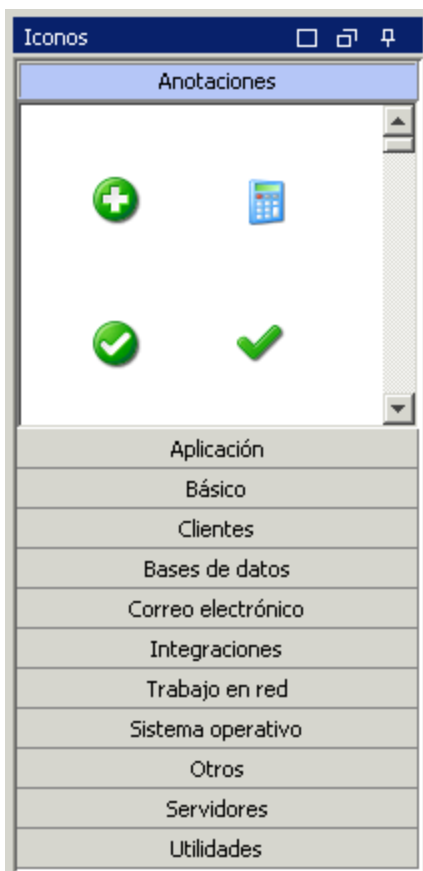 Iconos
Anotaciones
Aplicación
Básico
Clientes
Bases de datos
Correo electrónico
Integraciones
Trabajo en red
Sistema operativo
Otros
Servidores
Utilidades